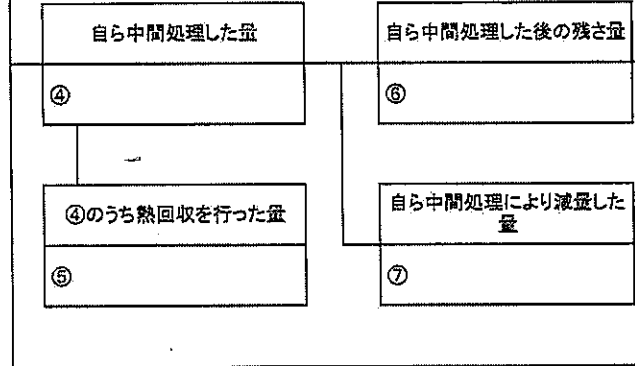 自ら中間処理した量
自ら中間処理した後の残さ量
④
⑥
④のうち熱回収を行った量
自ら中間処理により減量した
量
⑤
⑦